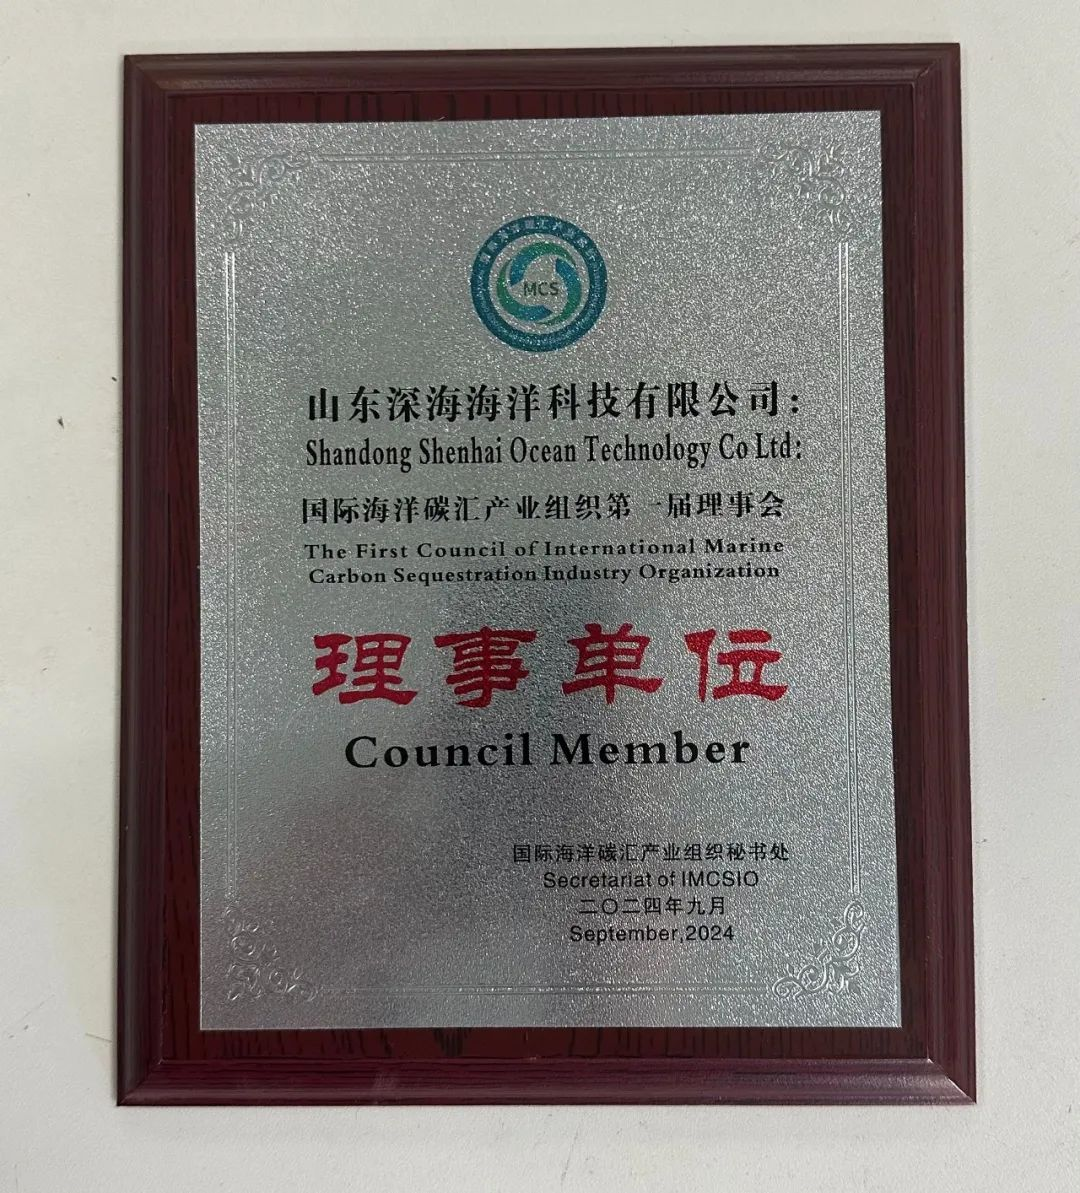 MCS
山东深海海洋科技有限公司：
Shandong Shenhai Ocean Technology Co Ltd:
国际海洋碳汇产业组织第一届理事会
The First Council of International Marine
Carbon Sequestration Industry Organization
理事单位
Council Member
国际海洋碳汇产业组织秘书处
Secretariat of IMCSIO
二〇二四年九月
September,2024